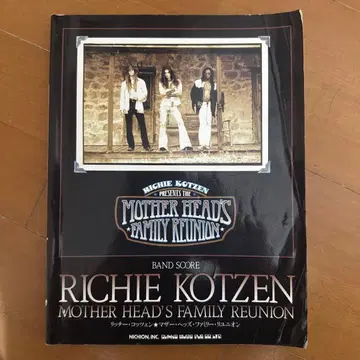 RICHIE KOTZEN
PRESENTS THE
MOTHER HEAD'S
FAMILY REUNION
BAND SCORE
RICHIE KOTZEN
MOTHER HEAD'S FAMILY REUNION
リッチー・コッツェン★マザー・ヘッズ・ファミリー・リユニオン